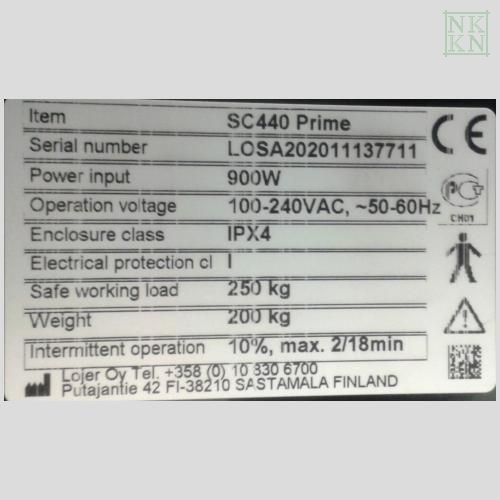 NK
KN
Item SC440 Prime
Serial number LOSA202011137711
Power input 900W
Operation voltage 100-240VAC, ~50-60Hz
Enclosure class IPX4
Electrical protection cl I
Safe working load 250 kg
Weight 200 kg
Intermittent operation 10%, max. 2/18min
Lojer Oy Tel. +358 (0) 10 830 6700
Putajantie 42 FI-38210 SASTAMALA FINLAND
CE